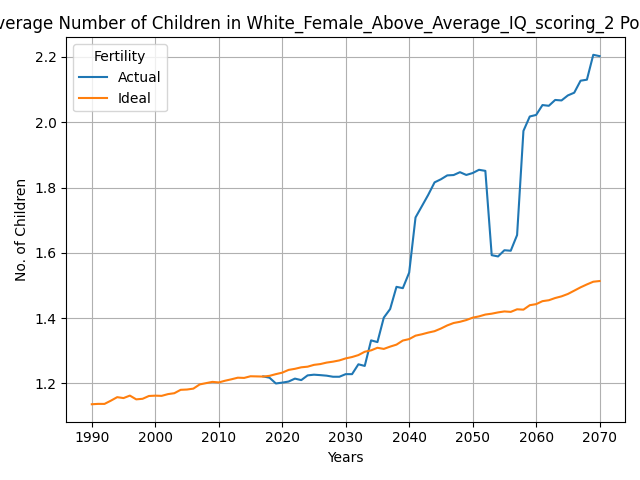 verage Number of Children in White_Female_Above_Average_IQ_scoring_2 Po
Fertility
Actual
Ideal
No. of Children
2.2
2.0
1.8
1.6
1.4
1.2
1990 2000 2010 2020 2030 2040 2050 2060 2070
Years